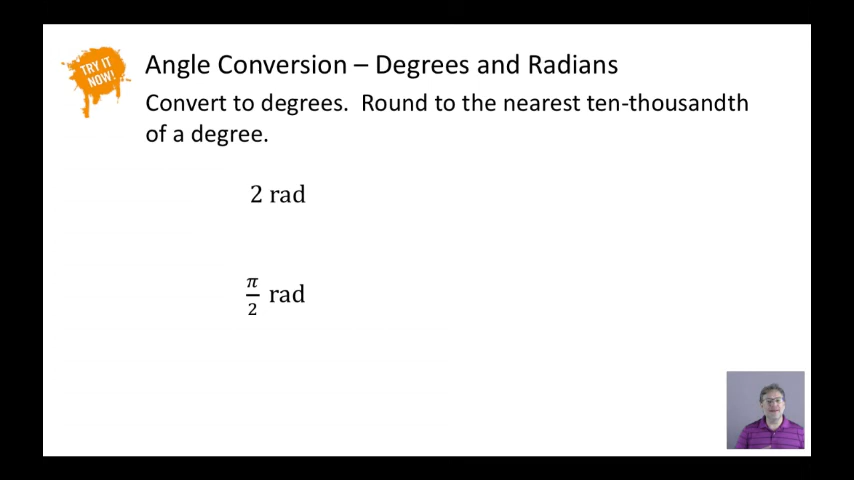 TRY IT
NOW!
Angle Conversion – Degrees and Radians
Convert to degrees.  Round to the nearest ten-thousandth
of a degree.
2 rad
π/2 rad